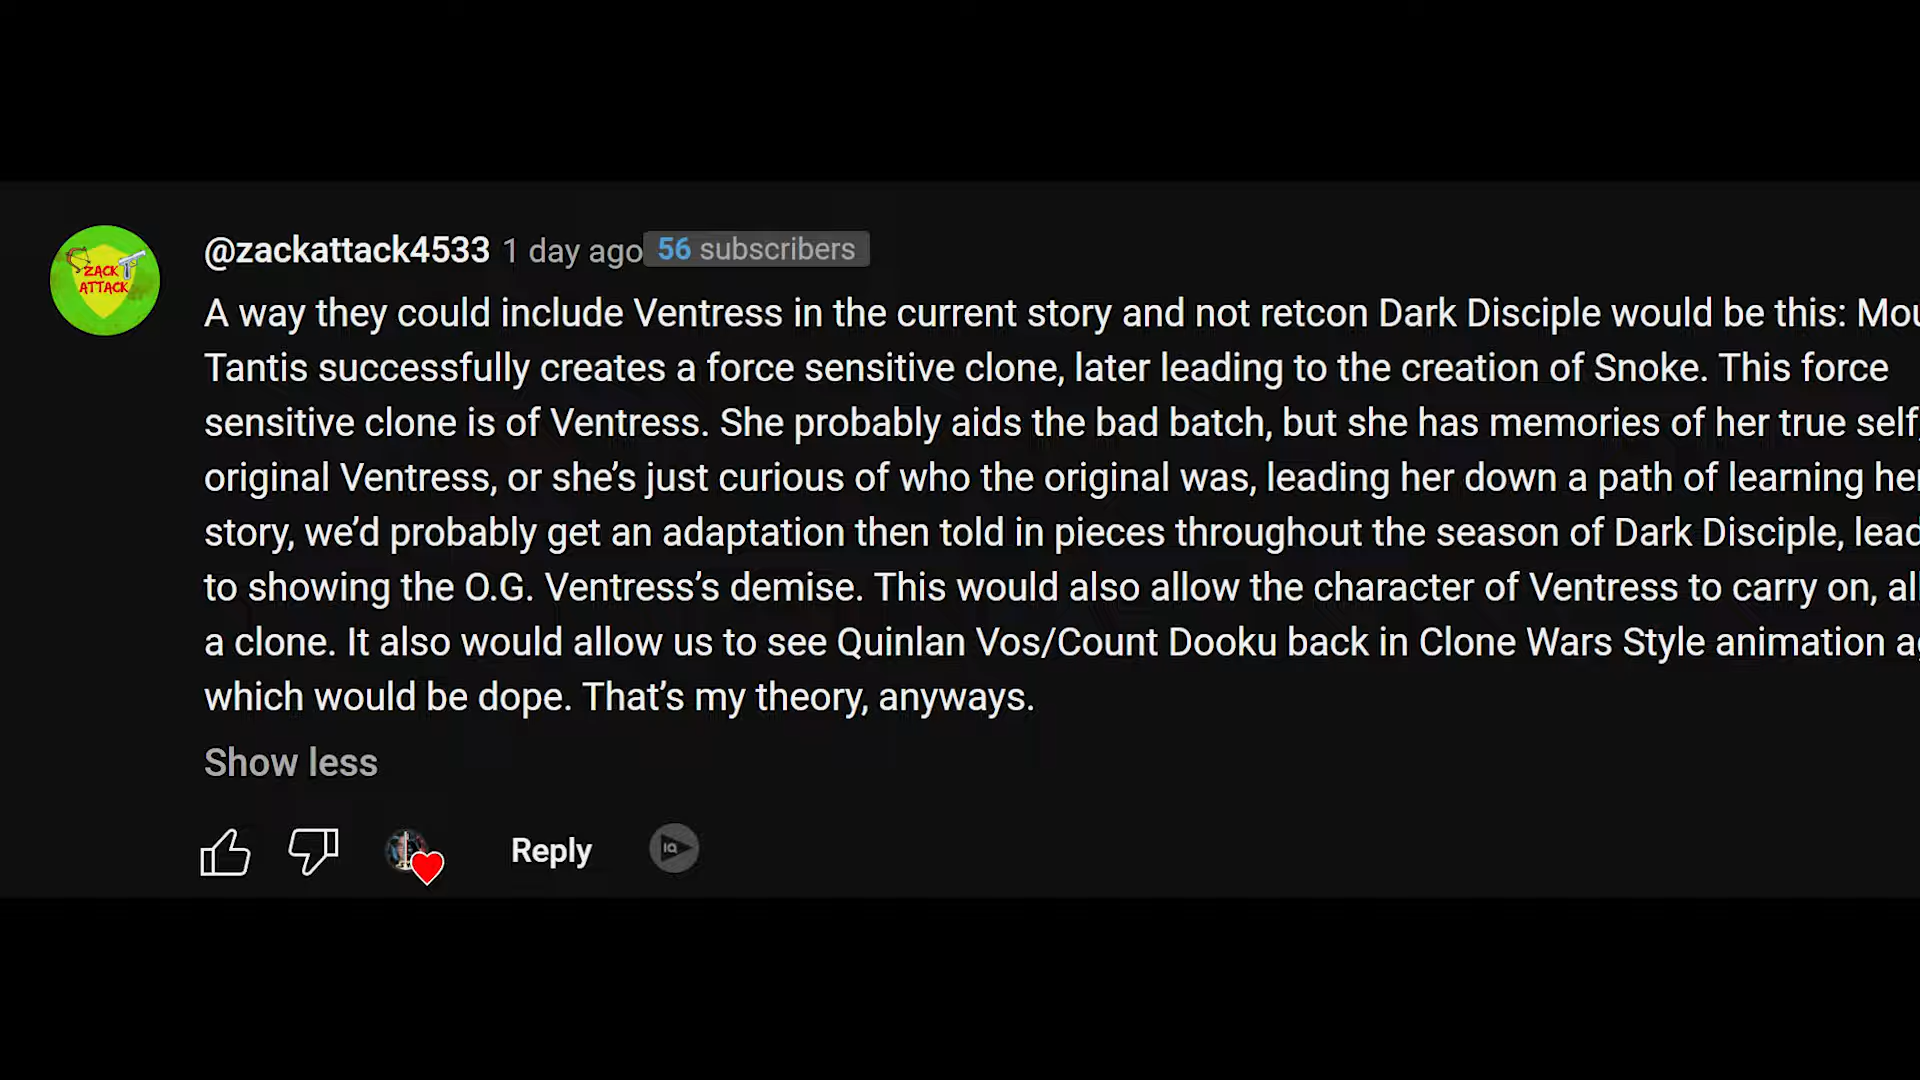 ZACK
ATTACK
@zackattack4533 1 day ago 56 subscribers
A way they could include Ventress in the current story and not retcon Dark Disciple would be this:
Tantis successfully creates a force sensitive clone, later leading to the creation of Snoke. This force
sensitive clone is of Ventress. She probably aids the bad batch, but she has memories of her true self,
original Ventress, or she’s just curious of who the original was, leading her down a path of learning
story, we’d probably get an adaptation then told in pieces throughout the season of Dark Disciple,
to showing the O.G. Ventress’s demise. This would also allow the character of Ventress to carry on,
a clone. It also would allow us to see Quinlan Vos/Count Dooku back in Clone Wars Style animation
which would be dope. That’s my theory, anyways.
Show less
Reply
IQ